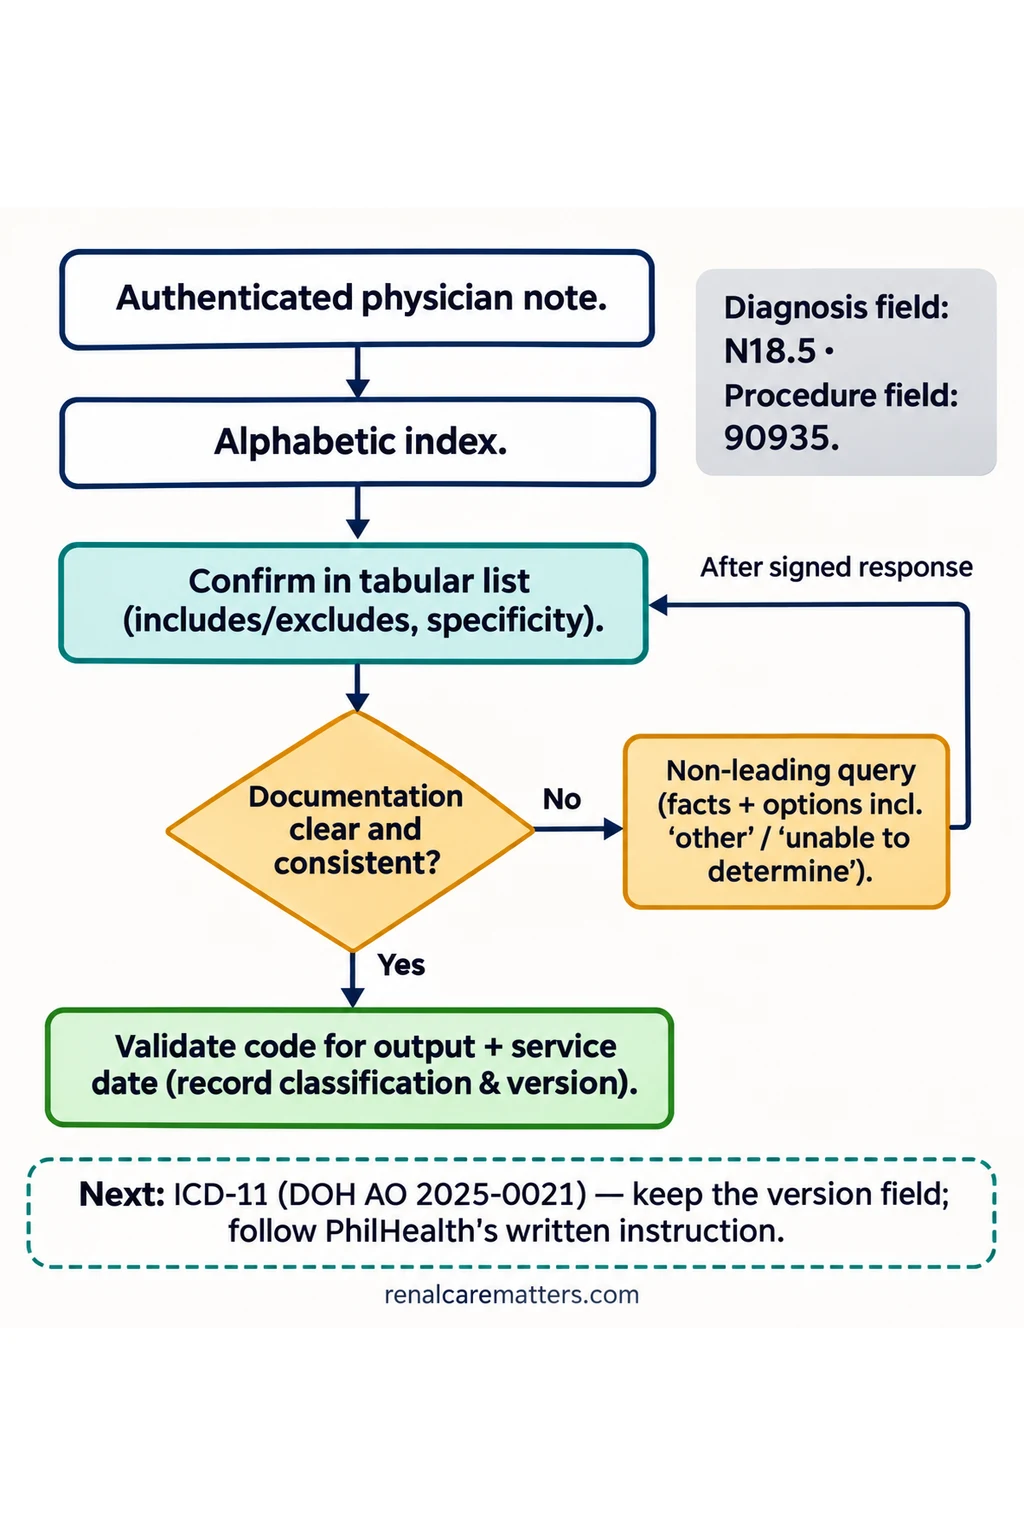 Authenticated physician note.
Diagnosis field:
N18.5 •
Procedure field:
90935.
Alphabetic index.
Confirm in tabular list
(includes/excludes, specificity).
After signed response
Documentation
clear and
consistent?
No
Non-leading query
(facts + options incl.
‘other’ / ‘unable to
determine’).
Yes
Validate code for output + service
date (record classification & version).
Next: ICD-11 (DOH AO 2025-0021) — keep the version field;
follow PhilHealth’s written instruction.
renalcarematters.com